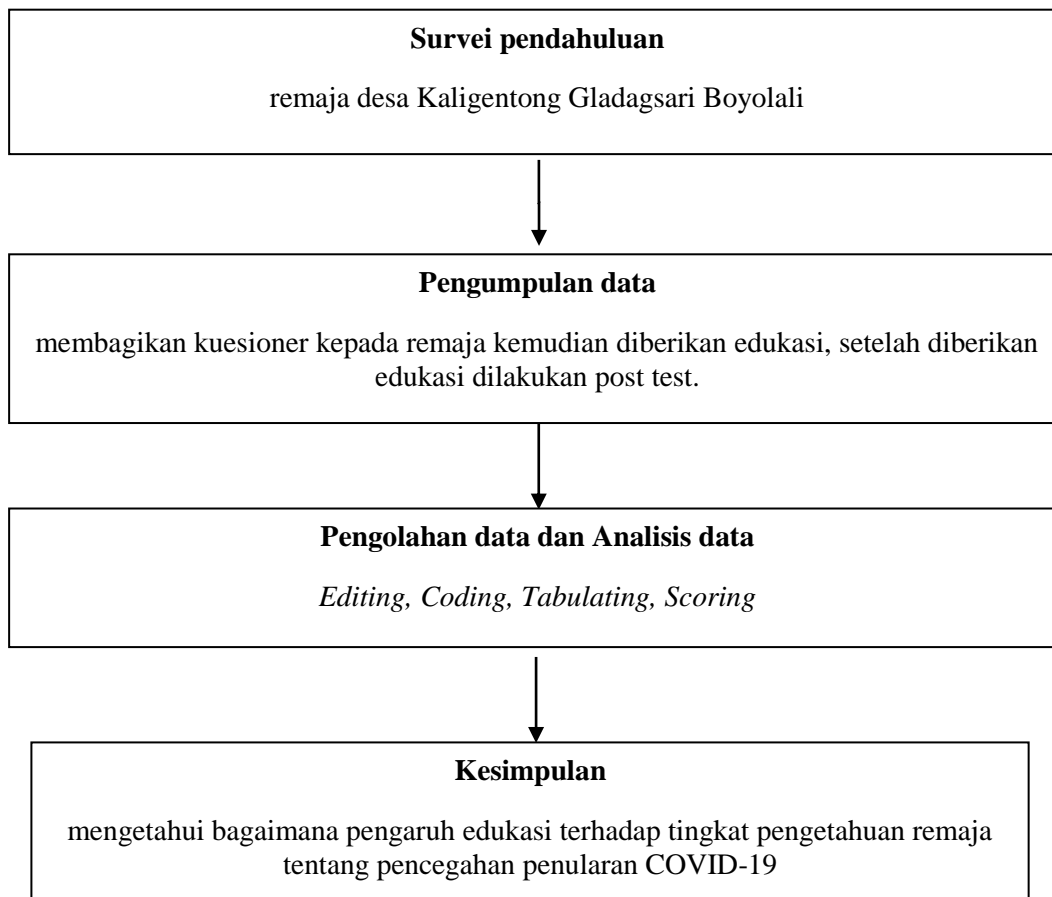 Survei pendahuluan
remaja desa Kaligentong Gladagsari Boyolali
Pengumpulan data
membagikan kuesioner kepada remaja kemudian diberikan edukasi, setelah diberikan
edukasi dilakukan post test.
Pengolahan data dan Analisis data
Editing, Coding, Tabulating, Scoring
Kesimpulan
mengetahui bagaimana pengaruh edukasi terhadap tingkat pengetahuan remaja
tentang pencegahan penularan COVID-19